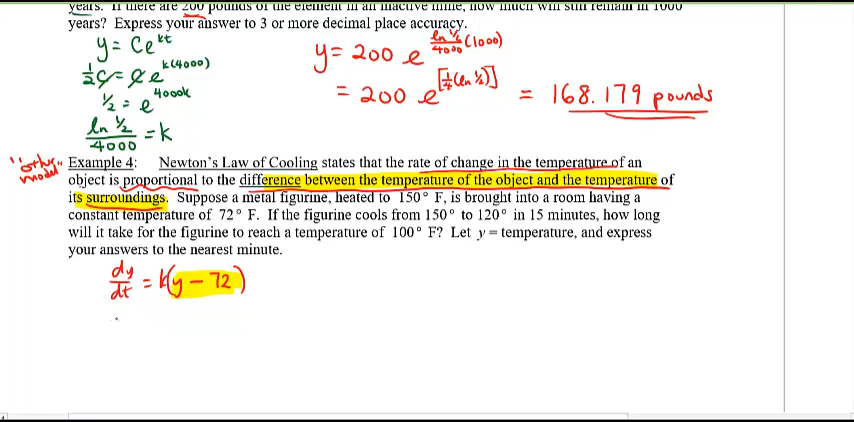 years. If there are 200 pounds of the element in an inactive mine, how much will still remain in 1000
years? Express your answer to 3 or more decimal place accuracy.
y = Ce^kt
½C = Ce^k(4000)
½ = e^4000k
ln ½ / 4000 = k
y = 200 e^(ln ½ / 4000 (1000))
= 200 e^[¼(ln ½)] = 168.179 pounds
"other" model
Example 4: Newton's Law of Cooling states that the rate of change in the temperature of an
object is proportional to the difference between the temperature of the object and the temperature of
its surroundings. Suppose a metal figurine, heated to 150° F, is brought into a room having a
constant temperature of 72° F. If the figurine cools from 150° to 120° in 15 minutes, how long
will it take for the figurine to reach a temperature of 100° F? Let y = temperature, and express
your answers to the nearest minute.
dy/dt = k(y − 72)